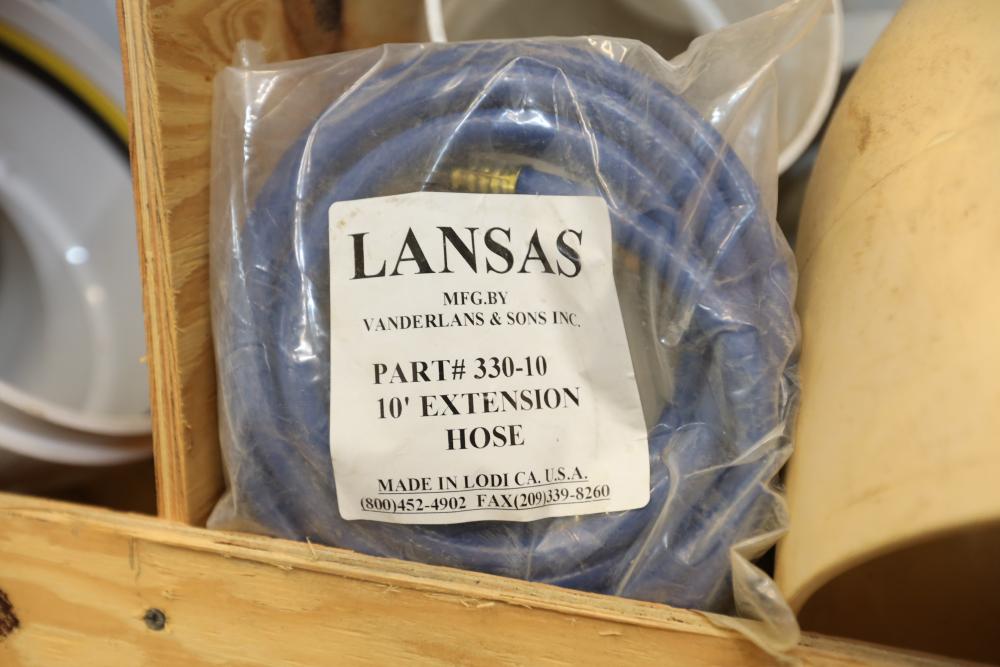 LANSAS
MFG.BY
VANDERLANS & SONS INC.
PART# 330-10
10' EXTENSION
HOSE
MADE IN LODI CA. U.S.A.
(800)452-4902 FAX(209)339-8260